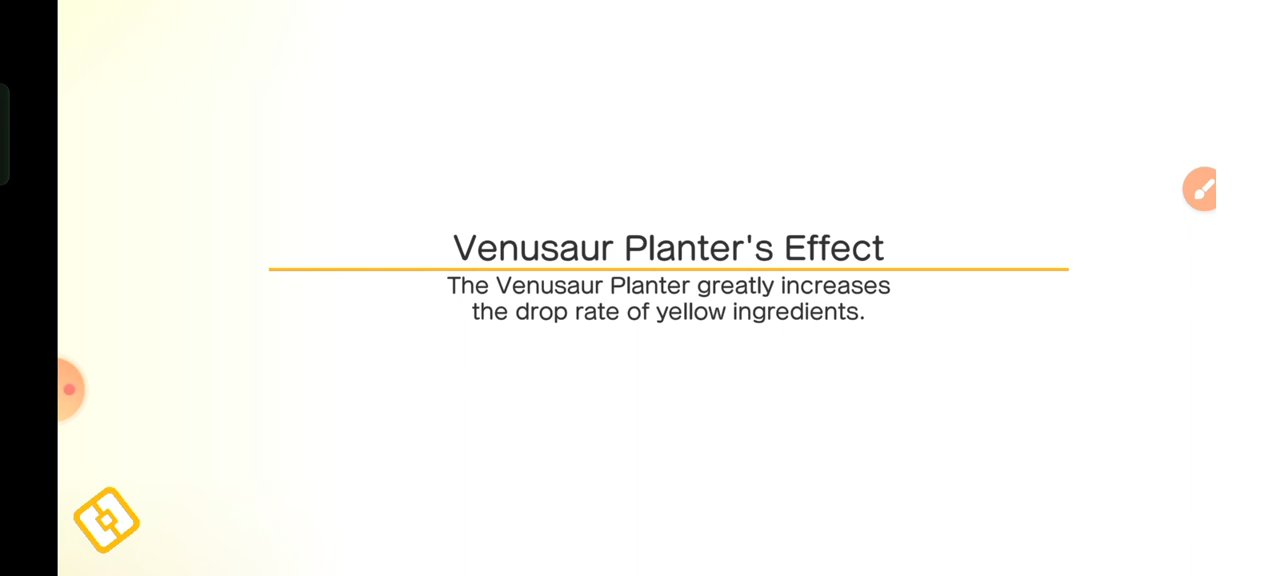 Venusaur Planter's Effect
The Venusaur Planter greatly increases
the drop rate of yellow ingredients.